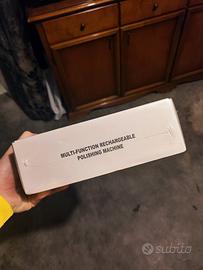 MULTI-FUNCTION RECHARGEABLE
POLISHING MACHINE
subito